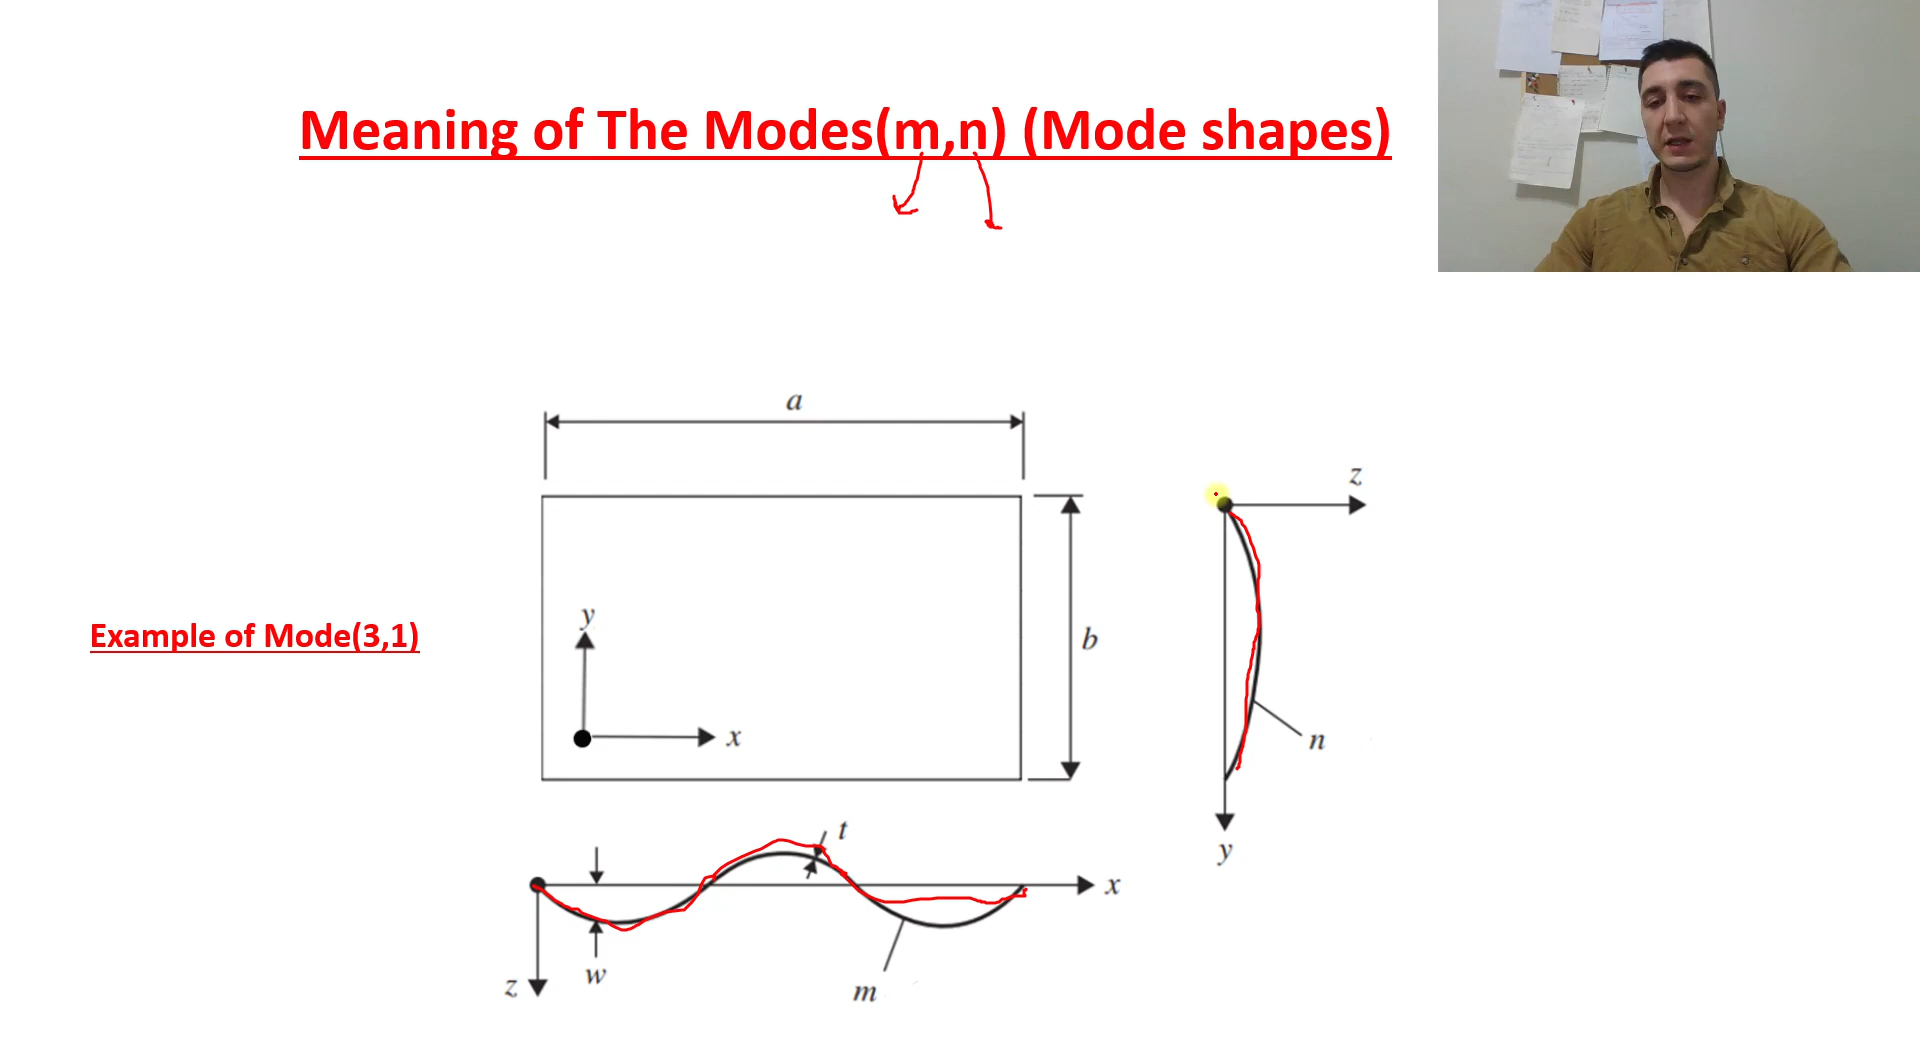 Meaning of The Modes(m,n) (Mode shapes)
a
z
y
b
Example of Mode(3,1)
x
n
t
y
x
w
z
m